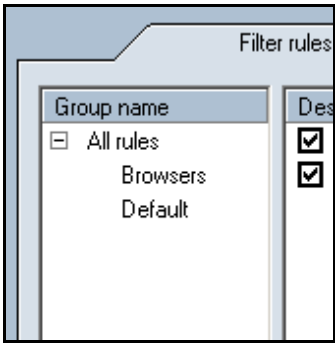 Filter rules
Group name
Des
All rules
Browsers
Default